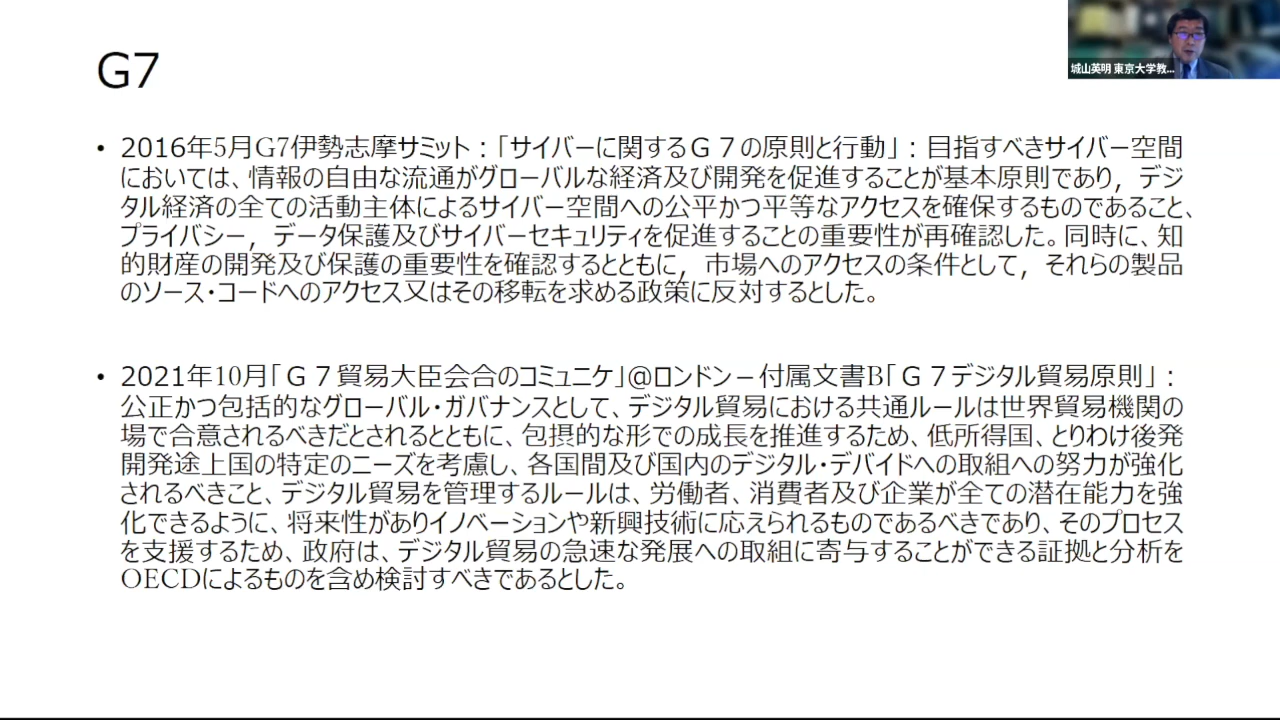 G7
城山英明 東京大学教...
• 2016年5月G7伊勢志摩サミット：「サイバーに関するＧ７の原則と行動」：目指すべきサイバー空間
においては、情報の自由な流通がグローバルな経済及び開発を促進することが基本原則であり，デジ
タル経済の全ての活動主体によるサイバー空間への公平かつ平等なアクセスを確保するものであること、
プライバシー，データ保護及びサイバーセキュリティを促進することの重要性が再確認した。同時に、知
的財産の開発及び保護の重要性を確認するとともに，市場へのアクセスの条件として，それらの製品
のソース・コードへのアクセス又はその移転を求める政策に反対するとした。
• 2021年10月「Ｇ７貿易大臣会合のコミュニケ」@ロンドン－付属文書B「Ｇ７デジタル貿易原則」：
公正かつ包括的なグローバル・ガバナンスとして、デジタル貿易における共通ルールは世界貿易機関の
場で合意されるべきだとされるとともに、包摂的な形での成長を推進するため、低所得国、とりわけ後発
開発途上国の特定のニーズを考慮し、各国間及び国内のデジタル・デバイドへの取組への努力が強化
されるべきこと、デジタル貿易を管理するルールは、労働者、消費者及び企業が全ての潜在能力を強
化できるように、将来性がありイノベーションや新興技術に応えられるものであるべきであり、そのプロセス
を支援するため、政府は、デジタル貿易の急速な発展への取組に寄与することができる証拠と分析を
OECDによるものを含め検討すべきであるとした。